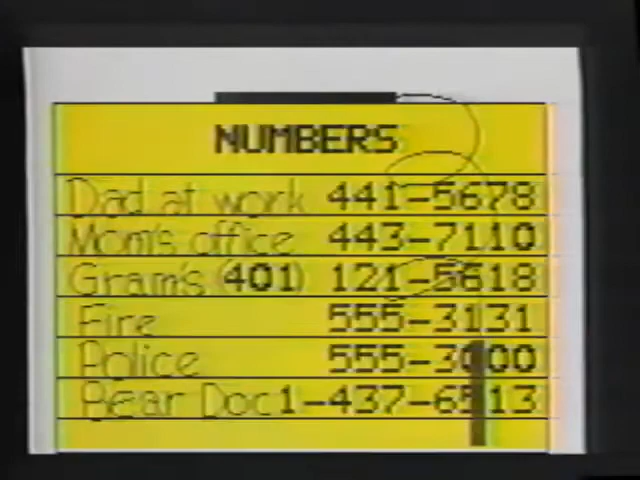 NUMBERS
Dad at work 441-5678
Mom's office 443-7110
Gram's (401) 121-5618
Fire 555-3131
Police 555-3000
Bear Doc 1-437-6513